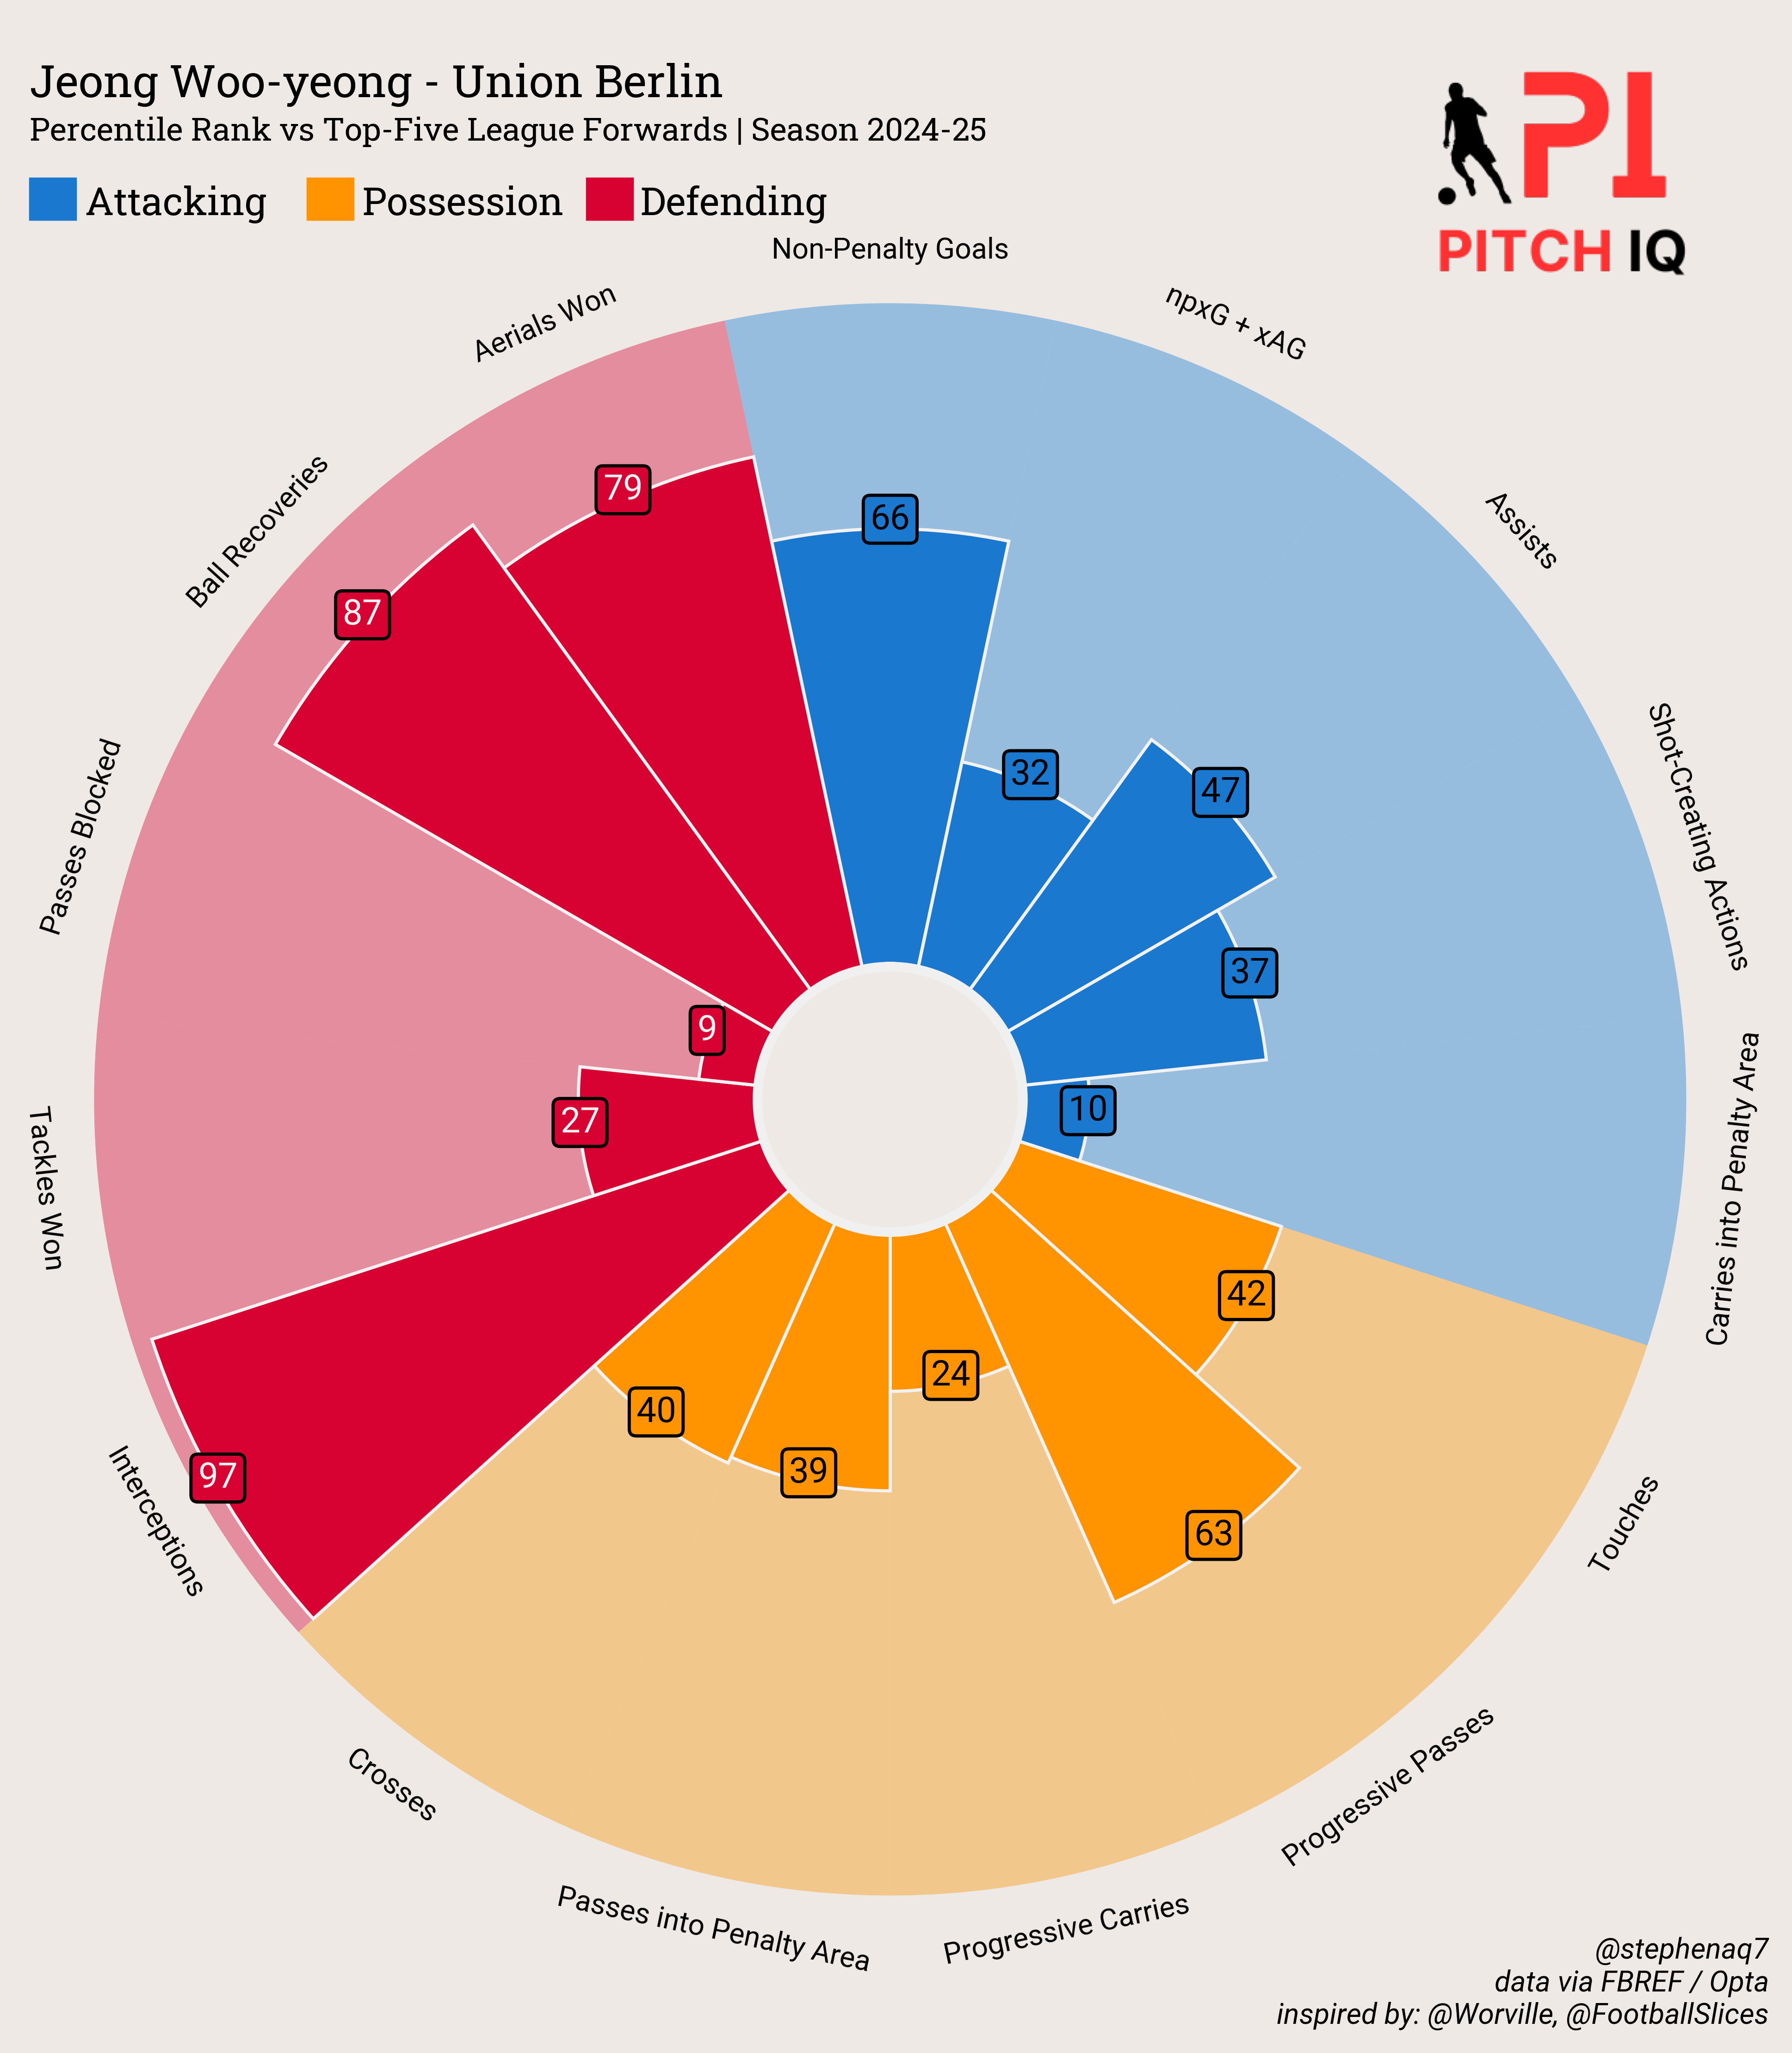 Jeong Woo-yeong - Union Berlin
Percentile Rank vs Top-Five League Forwards | Season 2024-25
Attacking
Possession
Defending
PI
PITCH IQ
Non-Penalty Goals
npxG + xAG
Assists
Shot-Creating Actions
Carries into Penalty Area
Touches
Progressive Passes
Progressive Carries
Passes into Penalty Area
Crosses
Interceptions
Tackles Won
Passes Blocked
Ball Recoveries
Aerials Won
66
32
47
37
10
42
63
24
39
40
97
27
9
87
79
@stephenaq7
data via FBREF / Opta
inspired by: @Worville, @FootballSlices